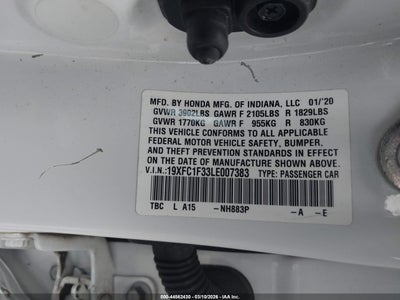 MFD. BY HONDA MFG. OF INDIANA, LLC 01/'20
GVWR 3902LBS GAWR F 2105LBS R 1829LBS
GVWR 1770KG GAWR F 955KG R 830KG
THIS VEHICLE CONFORMS TO ALL APPLICABLE
FEDERAL MOTOR VEHICLE SAFETY, BUMPER,
AND THEFT PREVENTION STANDARDS IN EFFECT
ON THE DATE OF MANUFACTURE SHOWN ABOVE.
V.I.N.:19XFC1F33LE007383 TYPE: PASSENGER CAR
TBC L A15 -NH883P -A -E
000-44562430 - 03/10/2026 - © IAA Inc.